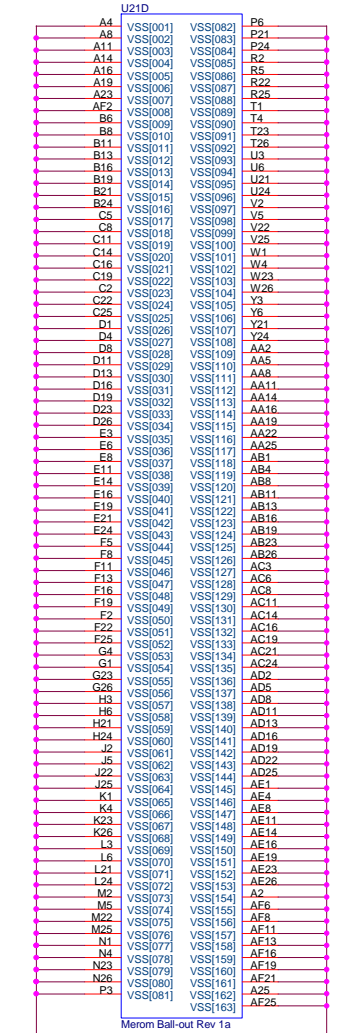 U21D
A4 VSS[001] VSS[082] P6
A8 VSS[002] VSS[083] P21
A11 VSS[003] VSS[084] P24
A14 VSS[004] VSS[085] R2
A16 VSS[005] VSS[086] R5
A19 VSS[006] VSS[087] R22
A23 VSS[007] VSS[088] R25
AF2 VSS[008] VSS[089] T1
B6 VSS[009] VSS[090] T4
B8 VSS[010] VSS[091] T23
B11 VSS[011] VSS[092] T26
B13 VSS[012] VSS[093] U3
B16 VSS[013] VSS[094] U6
B19 VSS[014] VSS[095] U21
B21 VSS[015] VSS[096] U24
B24 VSS[016] VSS[097] V2
C5 VSS[017] VSS[098] V5
C8 VSS[018] VSS[099] V22
C11 VSS[019] VSS[100] V25
C14 VSS[020] VSS[101] W1
C16 VSS[021] VSS[102] W4
C19 VSS[022] VSS[103] W23
C2 VSS[023] VSS[104] W26
C22 VSS[024] VSS[105] Y3
C25 VSS[025] VSS[106] Y6
D1 VSS[026] VSS[107] Y21
D4 VSS[027] VSS[108] Y24
D8 VSS[028] VSS[109] AA2
D11 VSS[029] VSS[110] AA5
D13 VSS[030] VSS[111] AA8
D16 VSS[031] VSS[112] AA11
D19 VSS[032] VSS[113] AA14
D23 VSS[033] VSS[114] AA16
D26 VSS[034] VSS[115] AA19
E3 VSS[035] VSS[116] AA22
E6 VSS[036] VSS[117] AA25
E8 VSS[037] VSS[118] AB1
E11 VSS[038] VSS[119] AB4
E14 VSS[039] VSS[120] AB8
E16 VSS[040] VSS[121] AB11
E19 VSS[041] VSS[122] AB13
E21 VSS[042] VSS[123] AB16
E24 VSS[043] VSS[124] AB19
F5 VSS[044] VSS[125] AB23
F8 VSS[045] VSS[126] AB26
F11 VSS[046] VSS[127] AC3
F13 VSS[047] VSS[128] AC6
F16 VSS[048] VSS[129] AC8
F19 VSS[049] VSS[130] AC11
F2 VSS[050] VSS[131] AC14
F22 VSS[051] VSS[132] AC16
F25 VSS[052] VSS[133] AC19
G4 VSS[053] VSS[134] AC21
G1 VSS[054] VSS[135] AC24
G23 VSS[055] VSS[136] AD2
G26 VSS[056] VSS[137] AD5
H3 VSS[057] VSS[138] AD8
H6 VSS[058] VSS[139] AD11
H21 VSS[059] VSS[140] AD13
H24 VSS[060] VSS[141] AD16
J2 VSS[061] VSS[142] AD19
J5 VSS[062] VSS[143] AD22
J22 VSS[063] VSS[144] AD25
J25 VSS[064] VSS[145] AE1
K1 VSS[065] VSS[146] AE4
K4 VSS[066] VSS[147] AE8
K23 VSS[067] VSS[148] AE11
K26 VSS[068] VSS[149] AE14
L3 VSS[069] VSS[150] AE16
L6 VSS[070] VSS[151] AE19
L21 VSS[071] VSS[152] AE23
L24 VSS[072] VSS[153] AE26
M2 VSS[073] VSS[154] A2
M5 VSS[074] VSS[155] AF6
M22 VSS[075] VSS[156] AF8
M25 VSS[076] VSS[157] AF11
N1 VSS[077] VSS[158] AF13
N4 VSS[078] VSS[159] AF16
N23 VSS[079] VSS[160] AF19
N26 VSS[080] VSS[161] AF21
P3 VSS[081] VSS[162] A25
VSS[163] AF25
Merom Ball-out Rev 1a